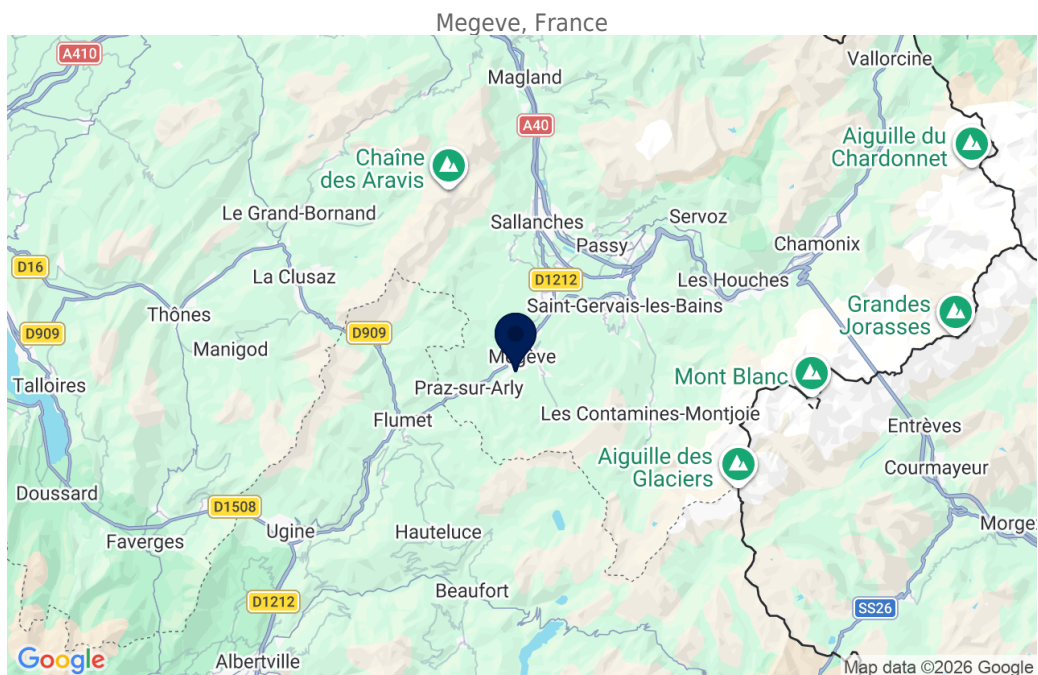 Megeve, France
A410
Vallorcine
Magland
A40
Aiguille du
Chardonnet
Chaîne
des Aravis
Le Grand-Bornand
Sallanches
Servoz
Passy
Chamonix
D16
La Clusaz
D1212
Les Houches
Saint-Gervais-les-Bains
Grandes
Jorasses
Thônes
D909
D909
Manigod
Megève
Mont Blanc
Talloires
Praz-sur-Arly
Les Contamines-Montjoie
Flumet
Entrèves
Aiguille des
Glaciers
Courmayeur
Doussard
D1508
Morgex
Ugine
Hauteluce
Faverges
Beaufort
D1212
SS26
Albertville
Google
Map data ©2026 Google